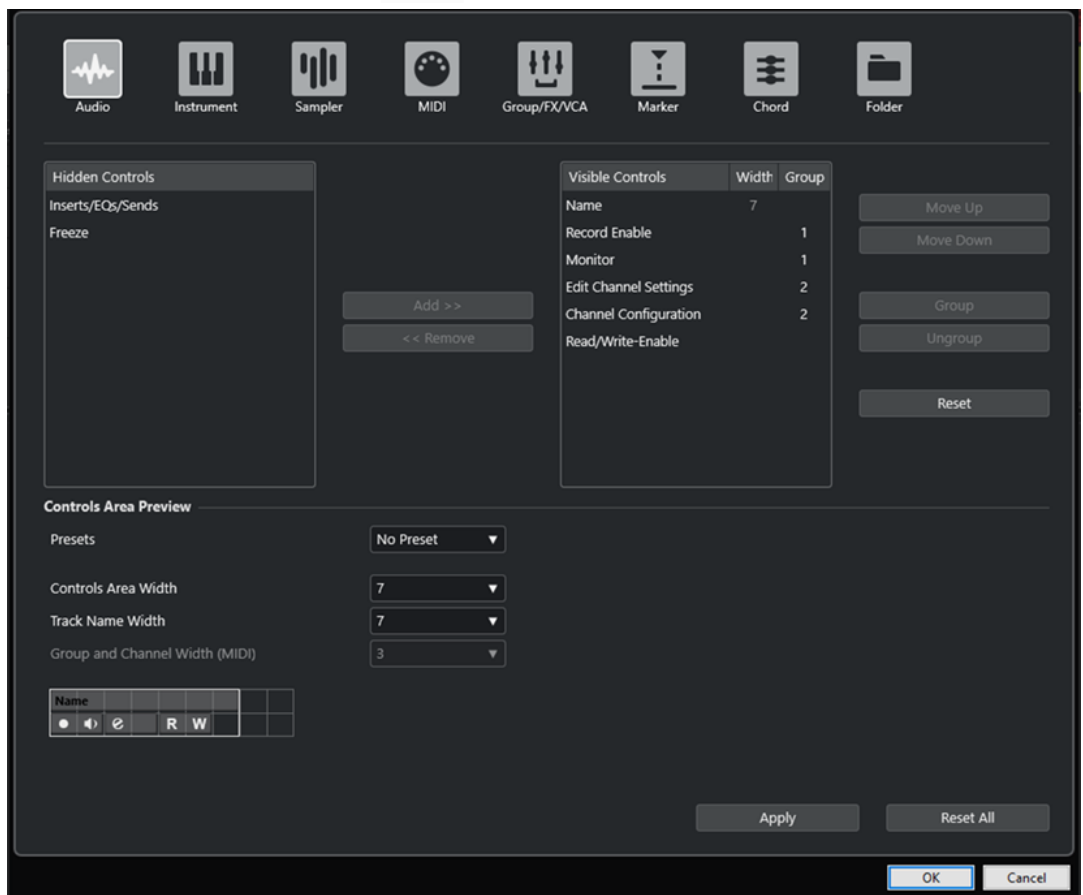 Audio Instrument Sampler MIDI Group/FX/VCA Marker Chord Folder
Hidden Controls
Inserts/EQs/Sends
Freeze
Add >>
<< Remove
Visible Controls Width Group
Name 7
Record Enable 1
Monitor 1
Edit Channel Settings 2
Channel Configuration 2
Read/Write-Enable
Move Up
Move Down
Group
Ungroup
Reset
Controls Area Preview
Presets No Preset
Controls Area Width 7
Track Name Width 7
Group and Channel Width (MIDI) 3
Name
e R W
Apply Reset All
OK Cancel